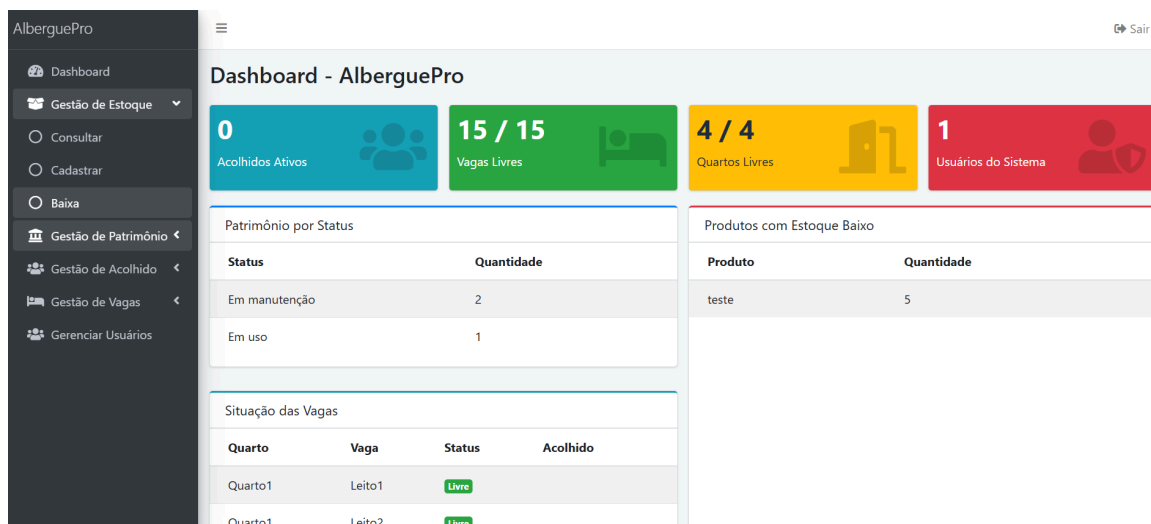 AlberguePro
Sair
Dashboard
Gestão de Estoque
Consultar
Cadastrar
Baixa
Gestão de Patrimônio
Gestão de Acolhido
Gestão de Vagas
Gerenciar Usuários
Dashboard - AlberguePro
0
Acolhidos Ativos
15 / 15
Vagas Livres
4 / 4
Quartos Livres
1
Usuários do Sistema
Patrimônio por Status
Status Quantidade
Em manutenção 2
Em uso 1
Produtos com Estoque Baixo
Produto Quantidade
teste 5
Situação das Vagas
Quarto Vaga Status Acolhido
Quarto1 Leito1 Livre
Quarto1 Leito2 Livre